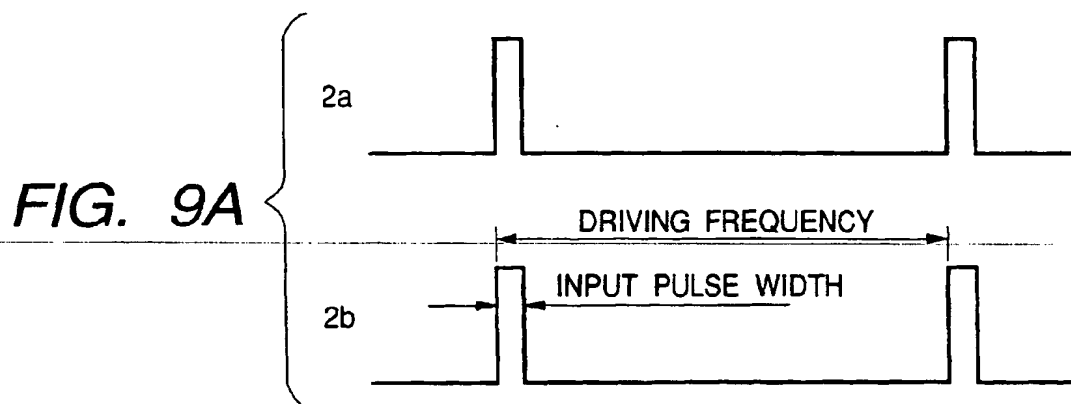 2a
FIG. 9A
DRIVING FREQUENCY
INPUT PULSE WIDTH
2b